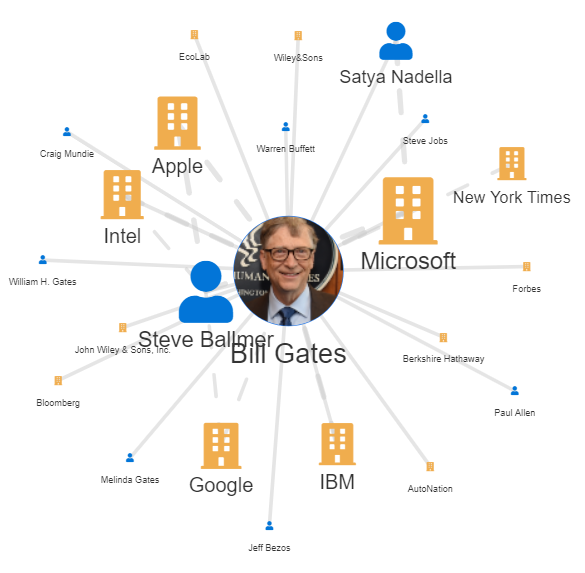 EcoLab
Wiley&Sons
Satya Nadella
Craig Mundie
Apple
Warren Buffett
Steve Jobs
New York Times
Intel
Microsoft
HUMAN
William H. Gates
Forbes
Steve Ballmer
John Wiley & Sons, Inc.
Bill Gates
Berkshire Hathaway
Bloomberg
Paul Allen
Melinda Gates
Google
IBM
AutoNation
Jeff Bezos